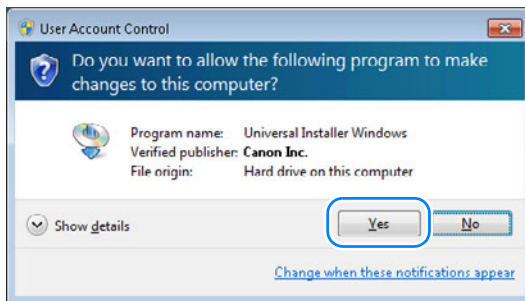 User Account Control
Do you want to allow the following program to make
changes to this computer?
Program name: Universal Installer Windows
Verified publisher: Canon Inc.
File origin: Hard drive on this computer
Show details
Yes
No
Change when these notifications appear